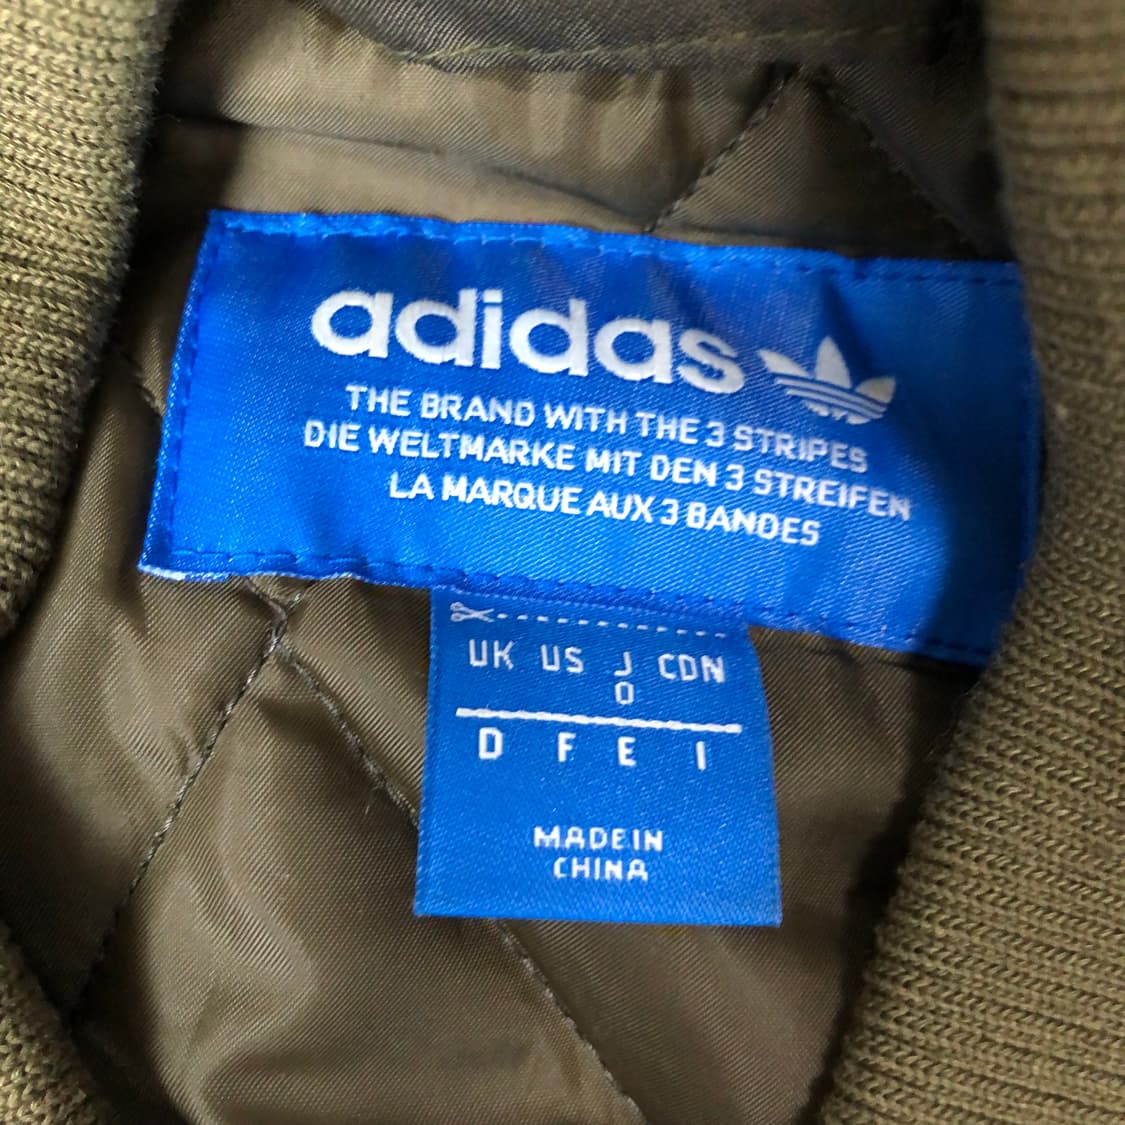 adidas
THE BRAND WITH THE 3 STRIPES
DIE WELTMARKE MIT DEN 3 STREIFEN
LA MARQUE AUX 3 BANDES
UK US J CDN
0
D F E I
MADE IN
CHINA